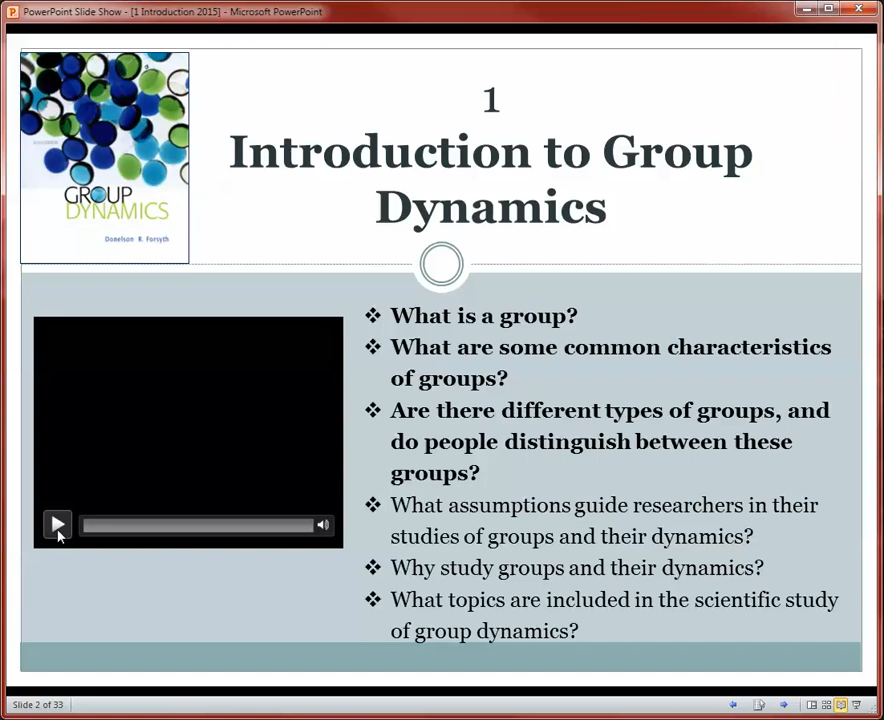 PowerPoint Slide Show - [1 Introduction 2015] - Microsoft PowerPoint
GROUP
DYNAMICS
Donelson R. Forsyth
1
Introduction to Group
Dynamics
❖ What is a group?
❖ What are some common characteristics
of groups?
❖ Are there different types of groups, and
do people distinguish between these
groups?
❖ What assumptions guide researchers in their
studies of groups and their dynamics?
❖ Why study groups and their dynamics?
❖ What topics are included in the scientific study
of group dynamics?
Slide 2 of 33